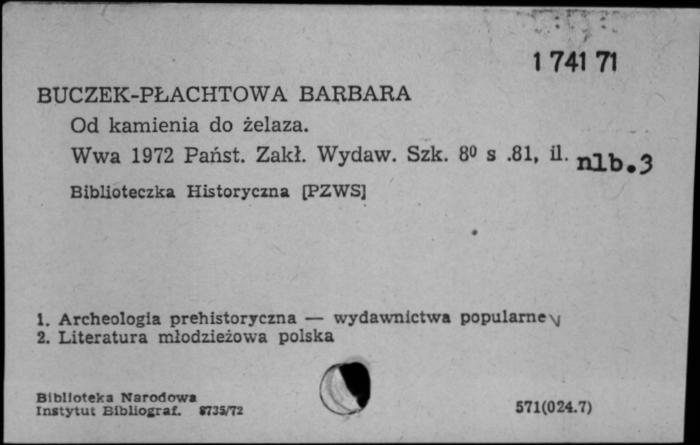 1 741 71
BUCZEK-PŁACHTOWA BARBARA
Od kamienia do żelaza.
Wwa 1972 Państ. Zakł. Wydaw. Szk. 8⁰ s .81, il. nlb.3
Biblioteczka Historyczna [PZWS]
1. Archeologia prehistoryczna — wydawnictwa popularne
2. Literatura młodzieżowa polska
Biblioteka Narodowa
Instytut Bibliograf. 8735/72
571(024.7)